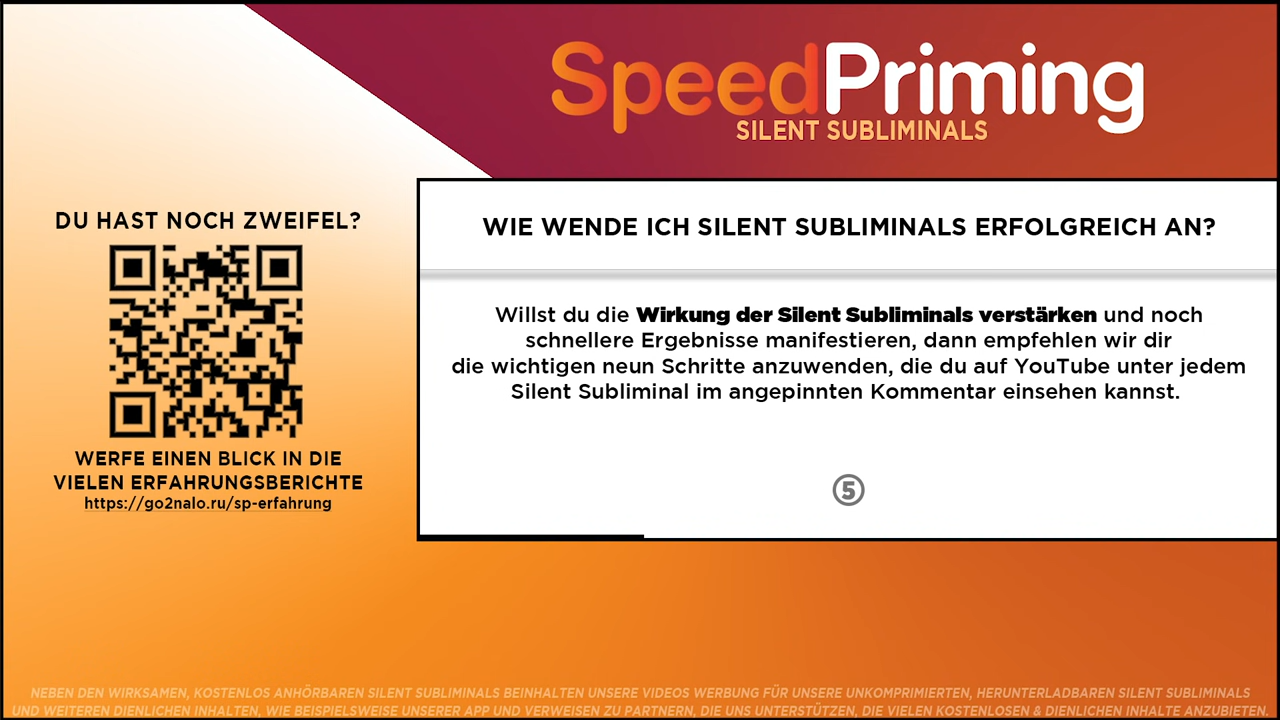 SpeedPriming
SILENT SUBLIMINALS
DU HAST NOCH ZWEIFEL?
WERFE EINEN BLICK IN DIE
VIELEN ERFAHRUNGSBERICHTE
https://go2nalo.ru/sp-erfahrung
WIE WENDE ICH SILENT SUBLIMINALS ERFOLGREICH AN?
Willst du die Wirkung der Silent Subliminals verstärken und noch
schnellere Ergebnisse manifestieren, dann empfehlen wir dir
die wichtigen neun Schritte anzuwenden, die du auf YouTube unter jedem
Silent Subliminal im angepinnten Kommentar einsehen kannst.
⑤
NEBEN DEN WIRKSAMEN, KOSTENLOS ANHÖRBAREN SILENT SUBLIMINALS BEINHALTEN UNSERE VIDEOS WERBUNG FÜR UNSERE UNKOMPRIMIERTEN, HERUNTERLADBAREN SILENT SUBLIMINALS
UND WEITEREN DIENLICHEN INHALTEN, WIE BEISPIELSWEISE UNSERER APP UND VERWEISEN ZU PARTNERN, DIE UNS UNTERSTÜTZEN, DIE VIELEN KOSTENLOSEN & DIENLICHEN INHALTE ANZUBIETEN.